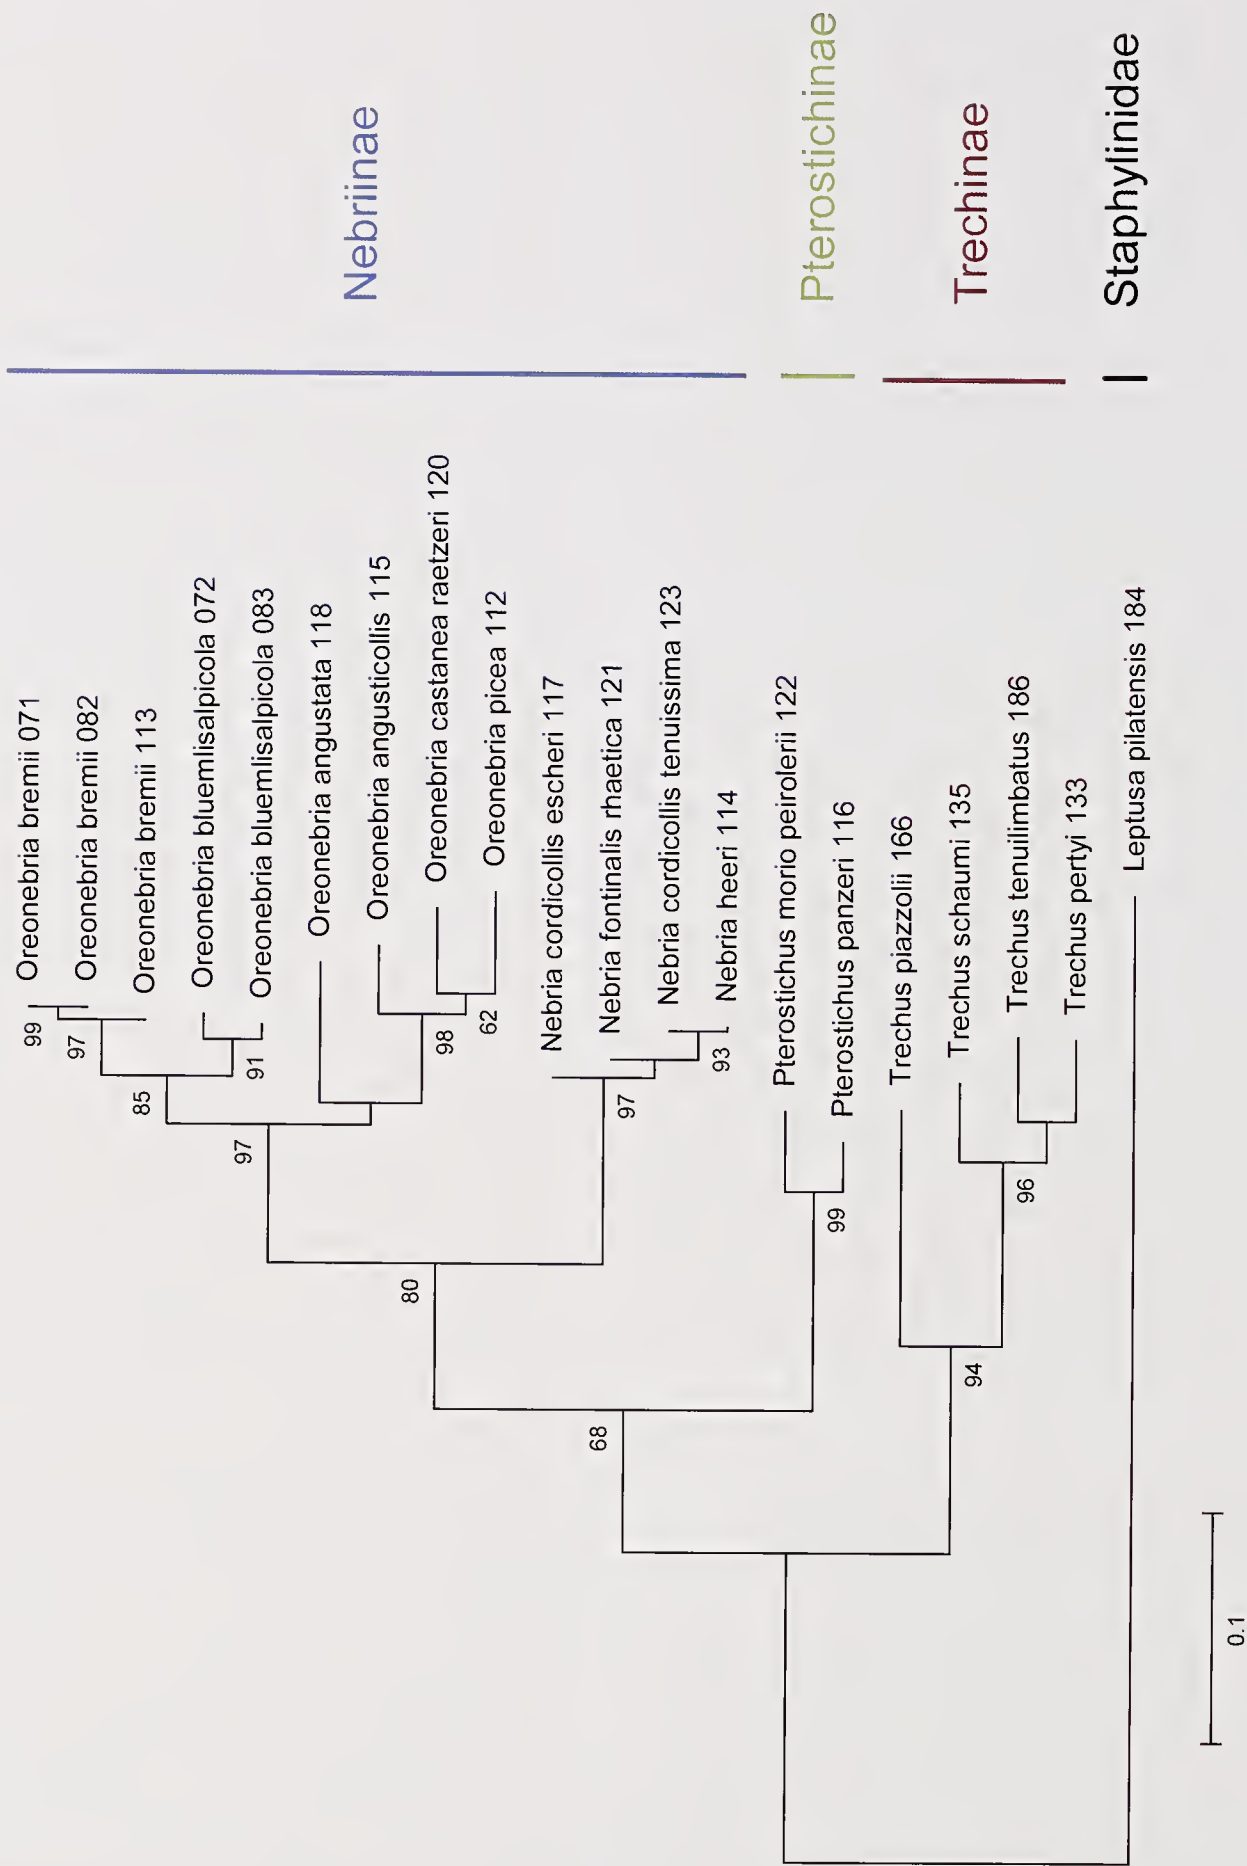 Oreonebria bremii 071
Oreonebria bremii 082
Oreonebria bremii 113
Oreonebria bluemlisalpicola 072
Oreonebria bluemlisalpicola 083
Oreonebria angustata 118
Oreonebria angusticollis 115
Oreonebria castanea raetzeri 120
Oreonebria picea 112
Nebria cordicollis escheri 117
Nebria fontinalis rhaetica 121
Nebria cordicollis tenuissima 123
Nebria heeri 114
Pterostichus morio peirolerii 122
Pterostichus panzeri 116
Trechus piazzolii 166
Trechus schaumi 135
Trechus tenuilimbatus 186
Trechus pertyi 133
Leptusa pilatensis 184
99
97
85
91
97
98
62
80
97
93
68
99
94
96
0.1
Nebriinae
Pterostichinae
Trechinae
Staphylinidae